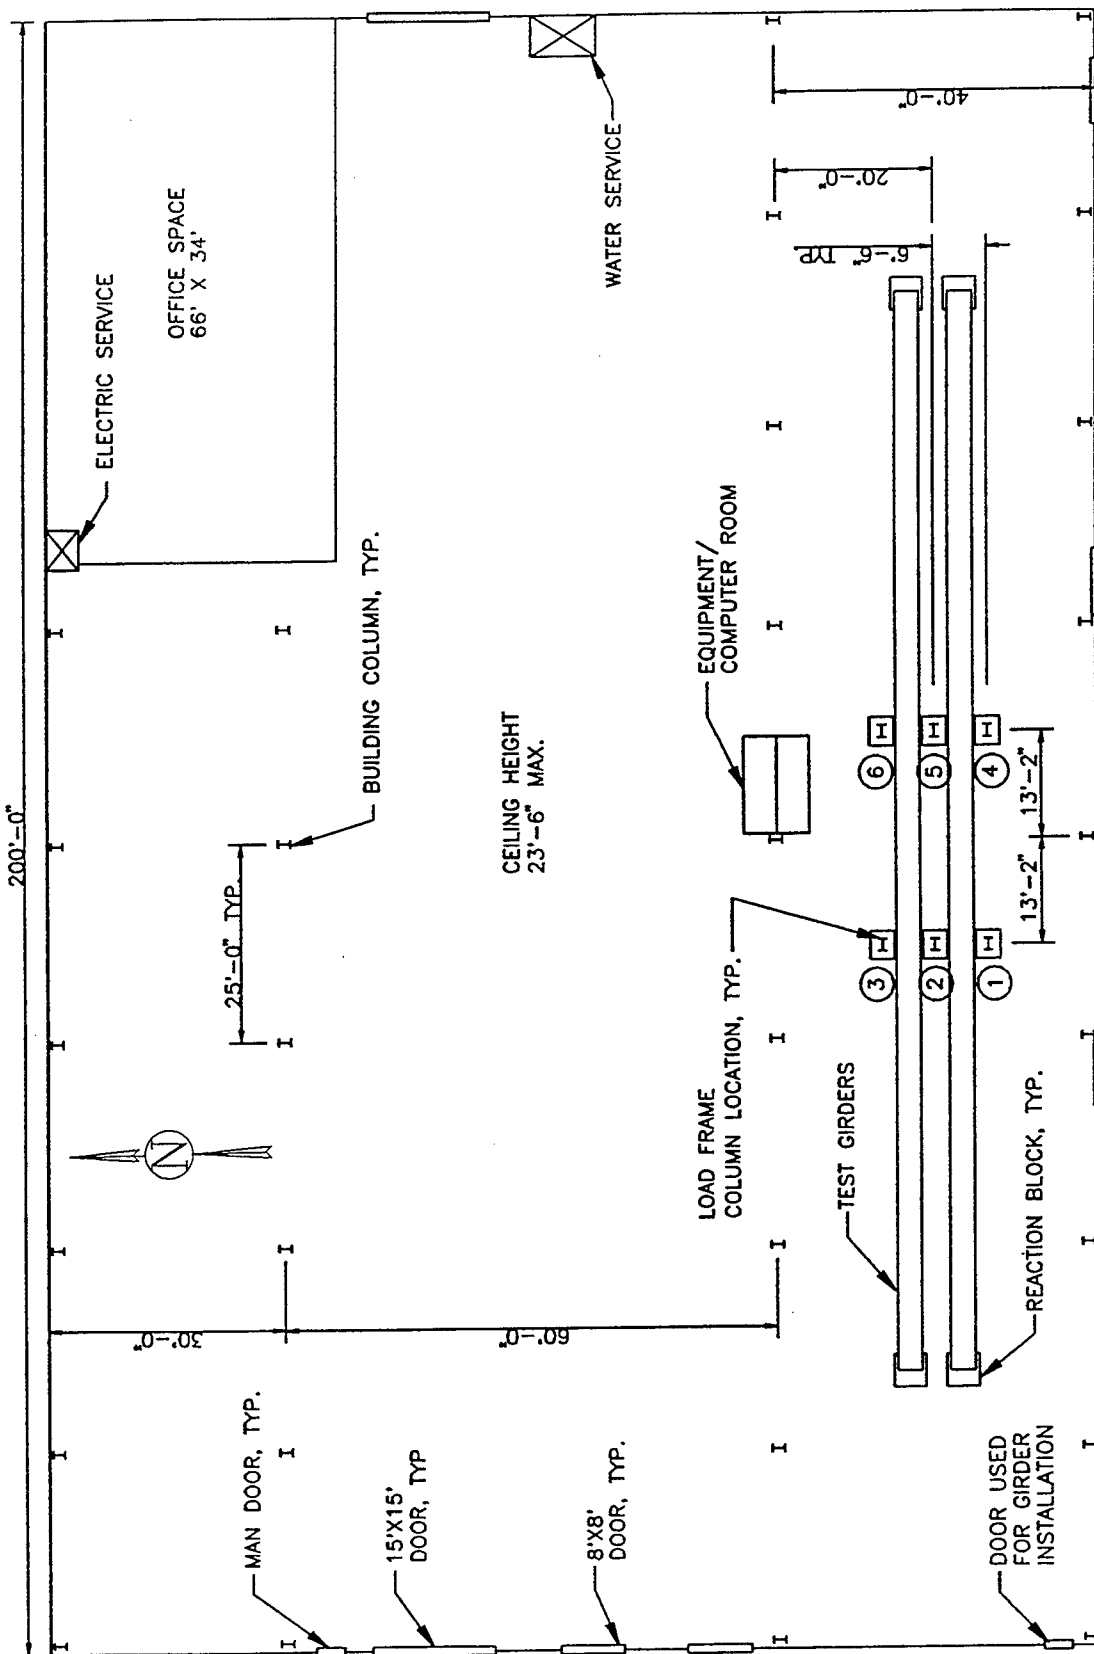 200'-0"
OFFICE SPACE
66' X 34'
ELECTRIC SERVICE
WATER SERVICE
40'-0"
20'-0"
6'-6" TYP.
BUILDING COLUMN, TYP.
25'-0" TYP.
CEILING HEIGHT
23'-6" MAX.
EQUIPMENT/
COMPUTER ROOM
N
LOAD FRAME
COLUMN LOCATION, TYP.
6
5
4
3
2
1
13'-2"
13'-2"
30'-0"
60'-0"
TEST GIRDERS
REACTION BLOCK, TYP.
MAN DOOR, TYP.
15'X15'
DOOR, TYP
8'X8'
DOOR, TYP.
DOOR USED
FOR GIRDER
INSTALLATION